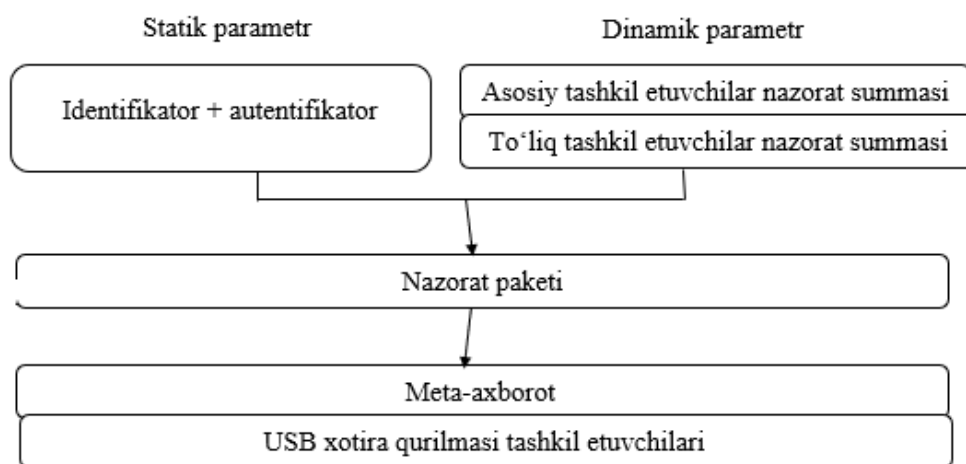 Statik parametr
Dinamik parametr
Identifikator + autentifikator
Asosiy tashkil etuvchilar nazorat summasi
To‘liq tashkil etuvchilar nazorat summasi
Nazorat paketi
Meta-axborot
USB xotira qurilmasi tashkil etuvchilari